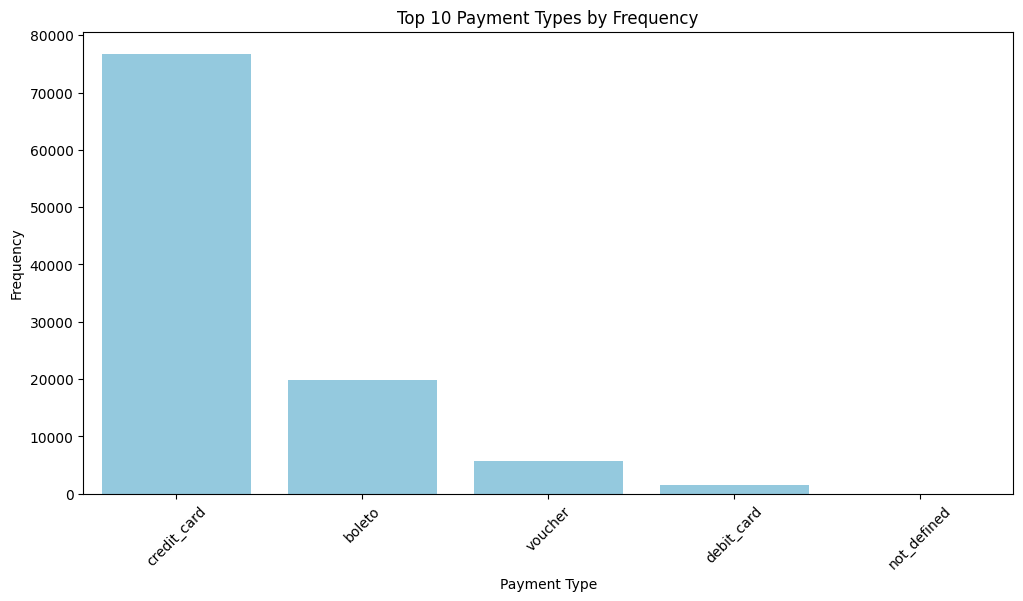 Top 10 Payment Types by Frequency
80000
70000
60000
50000
40000
30000
20000
10000
0
Frequency
credit_card
boleto
voucher
debit_card
not_defined
Payment Type